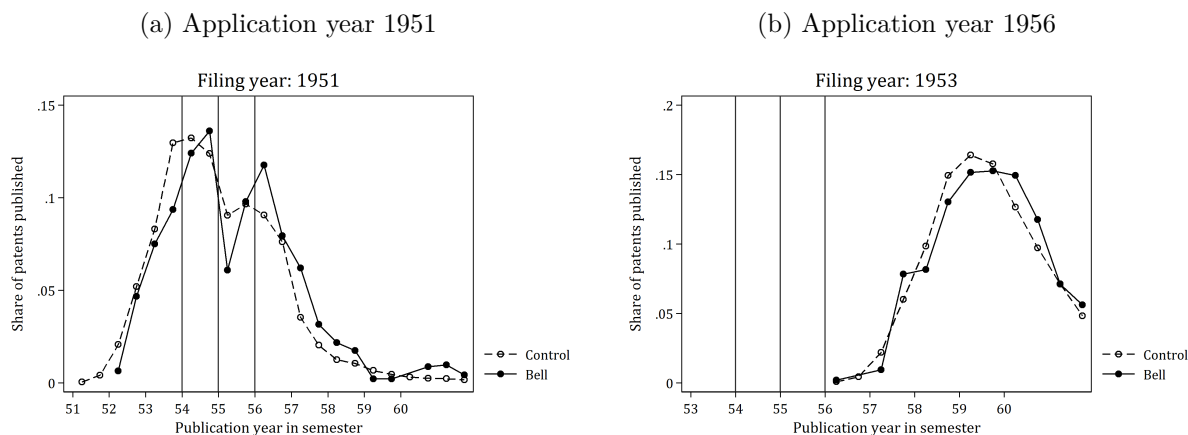 (a) Application year 1951
Filing year: 1951
.15
.1
.05
0
Share of patents published
51 52 53 54 55 56 57 58 59 60
Publication year in semester
Control
Bell
(b) Application year 1956
Filing year: 1953
.2
.15
.1
.05
0
Share of patents published
53 54 55 56 57 58 59 60
Publication year in semester
Control
Bell